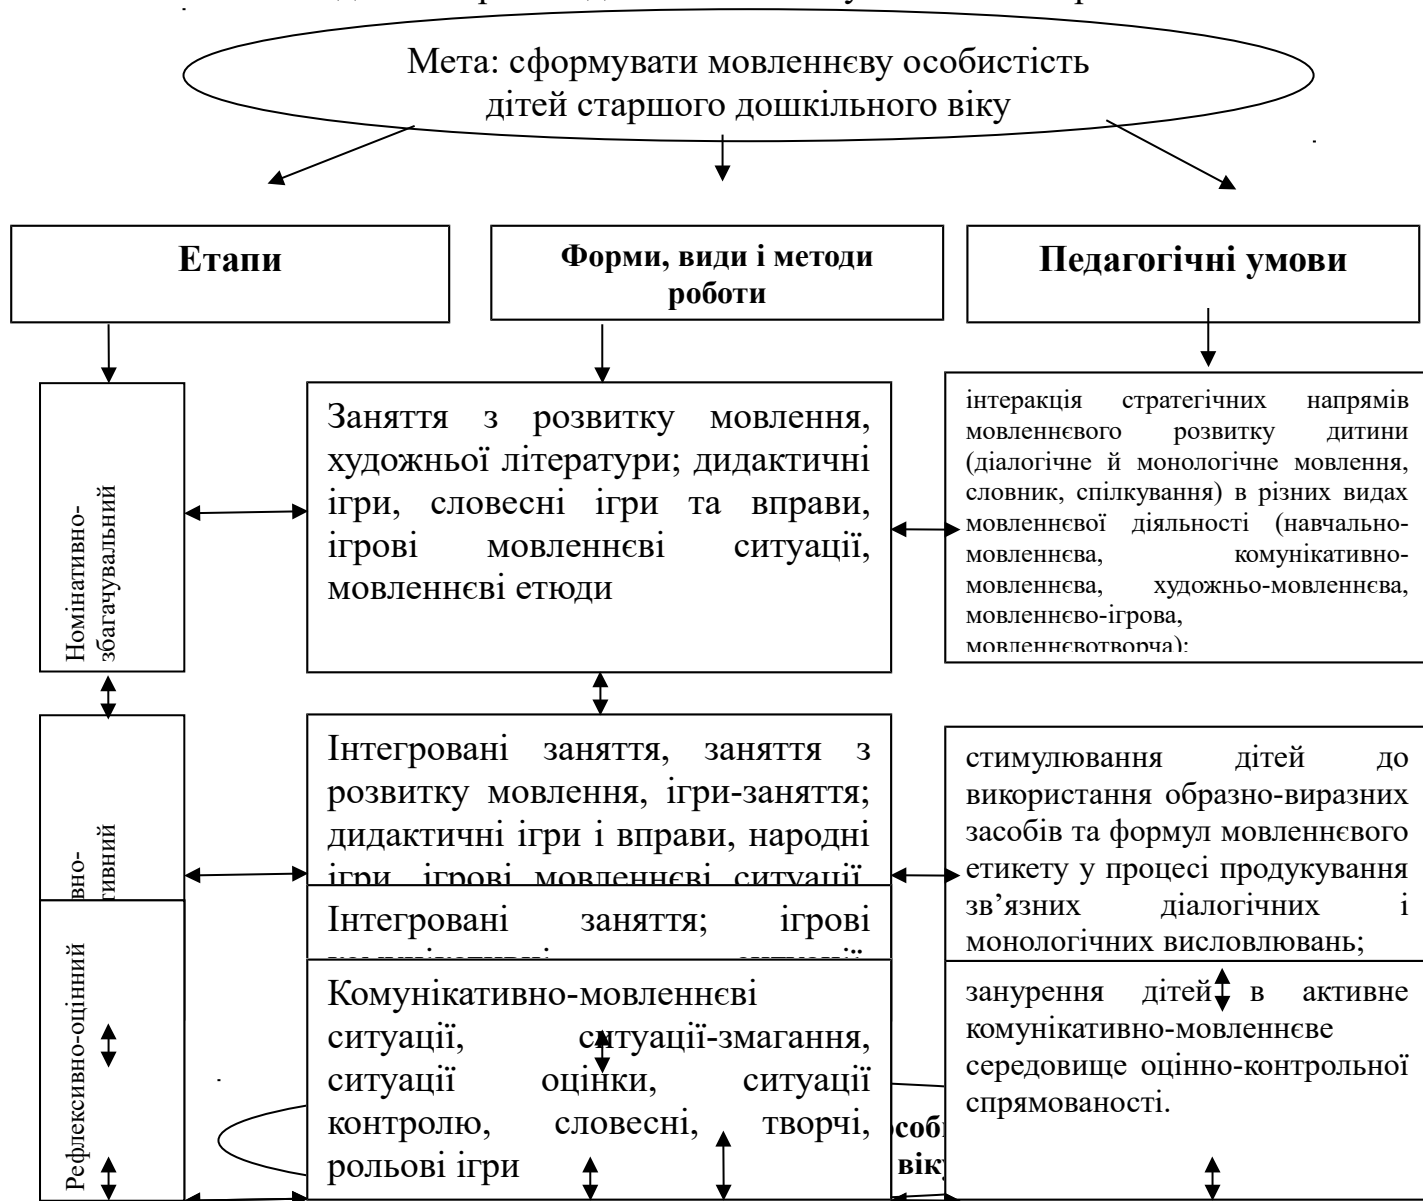 Мета: сформувати мовленнєву особистість
дітей старшого дошкільного віку
Етапи
Форми, види і методи
роботи
Педагогічні умови
Номінативно-
збагачувальний
Заняття з розвитку мовлення,
художньої літератури; дидактичні
ігри, словесні ігри та вправи,
ігрові мовленнєві ситуації,
мовленнєві етюди
інтеракція стратегічних напрямів
мовленнєвого розвитку дитини
(діалогічне й монологічне мовлення,
словник, спілкування) в різних видах
мовленнєвої діяльності (навчально-
мовленнєва, комунікативно-
мовленнєва, художньо-мовленнєва,
мовленнєво-ігрова,
мовленнєвотворча);
Інтегровані заняття, заняття з
розвитку мовлення, ігри-заняття;
дидактичні ігри і вправи, народні
ігри, ігрові мовленнєві ситуації,
стимулювання дітей до
використання образно-виразних
засобів та формул мовленнєвого
етикету у процесі продукування
зв’язних діалогічних і
монологічних висловлювань;
Інтегровані заняття; ігрові
Рефлексивно-оцінний
Комунікативно-мовленнєві
ситуації, ситуації-змагання,
ситуації оцінки, ситуації
контролю, словесні, творчі,
рольові ігри
занурення дітей в активне
комунікативно-мовленнєве
середовище оцінно-контрольної
спрямованості.